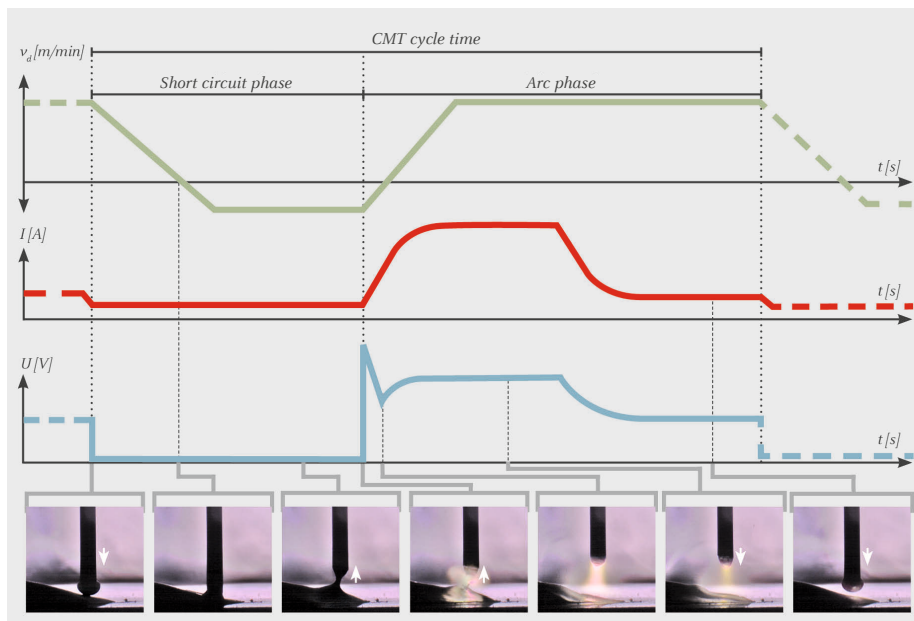 CMT cycle time
v_d [m/min]
Short circuit phase
Arc phase
t [s]
I [A]
t [s]
U [V]
t [s]